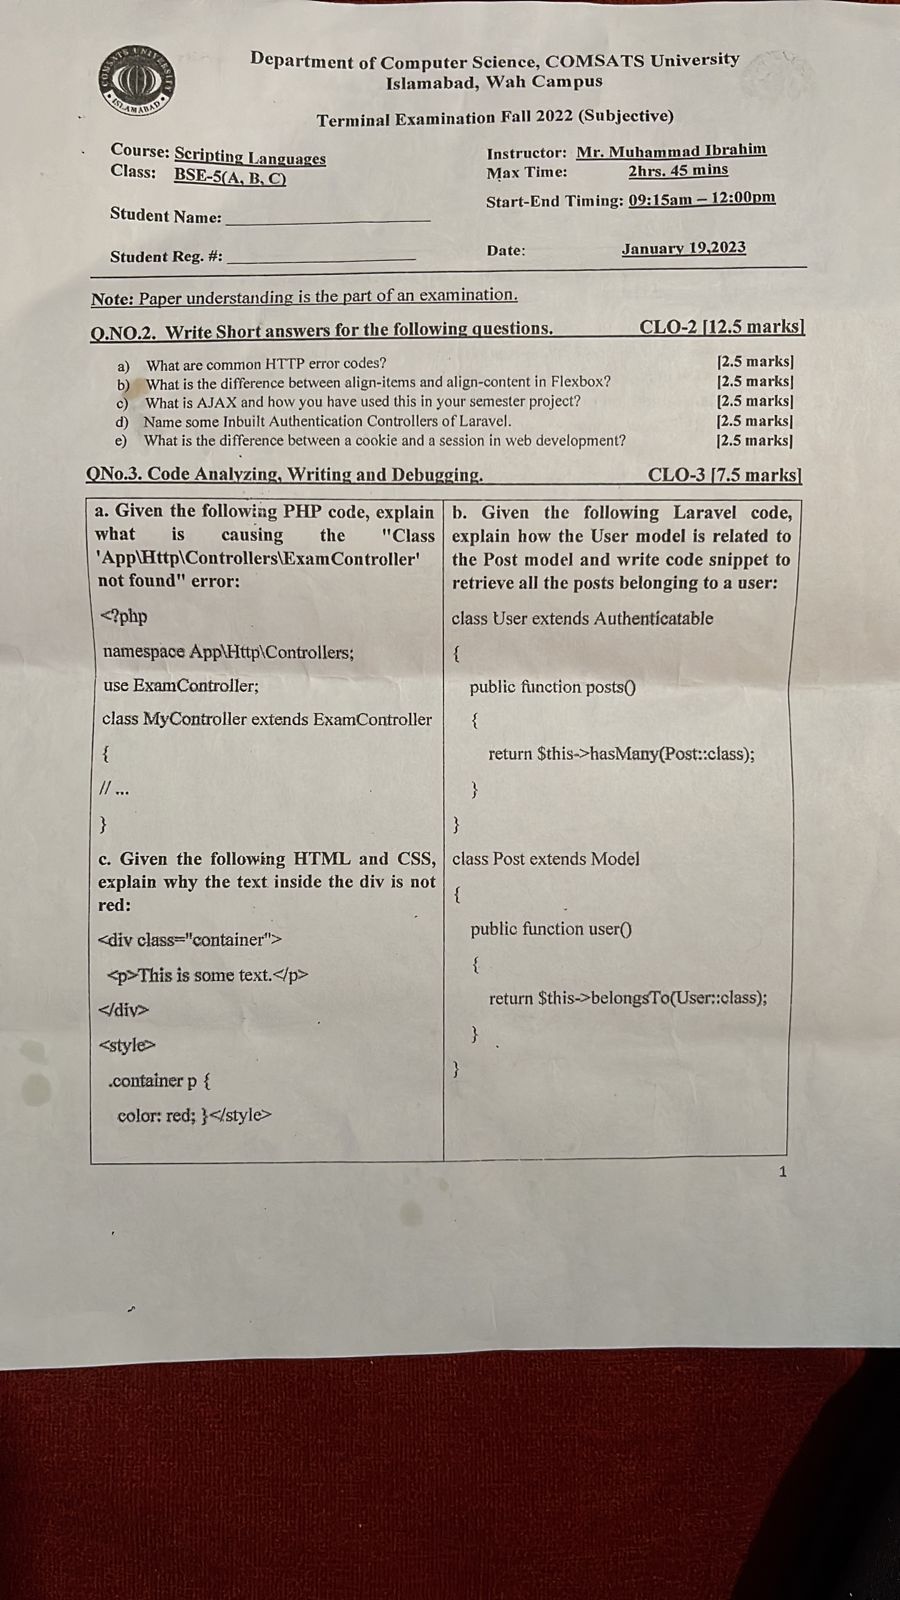 COMSATS UNIVERSITY
ISLAMABAD
Department of Computer Science, COMSATS University
Islamabad, Wah Campus
Terminal Examination Fall 2022 (Subjective)
Course: Scripting Languages
Class: BSE-5(A, B, C)
Student Name:
Student Reg. #:
Instructor: Mr. Muhammad Ibrahim
Max Time: 2hrs. 45 mins
Start-End Timing: 09:15am – 12:00pm
Date: January 19,2023
Note: Paper understanding is the part of an examination.
Q.NO.2. Write Short answers for the following questions. CLO-2 [12.5 marks]
a) What are common HTTP error codes? [2.5 marks]
b) What is the difference between align-items and align-content in Flexbox? [2.5 marks]
c) What is AJAX and how you have used this in your semester project? [2.5 marks]
d) Name some Inbuilt Authentication Controllers of Laravel. [2.5 marks]
e) What is the difference between a cookie and a session in web development? [2.5 marks]
QNo.3. Code Analyzing, Writing and Debugging. CLO-3 [7.5 marks]
a. Given the following PHP code, explain
what is causing the "Class
'App\Http\Controllers\ExamController'
not found" error:
<?php
namespace App\Http\Controllers;
use ExamController;
class MyController extends ExamController
{
// ...
}
c. Given the following HTML and CSS,
explain why the text inside the div is not
red:
<div class="container">
<p>This is some text.</p>
</div>
<style>
.container p {
color: red; }</style>
b. Given the following Laravel code,
explain how the User model is related to
the Post model and write code snippet to
retrieve all the posts belonging to a user:
class User extends Authenticatable
{
public function posts()
{
return $this->hasMany(Post::class);
}
}
class Post extends Model
{
public function user()
{
return $this->belongsTo(User::class);
}
}
1